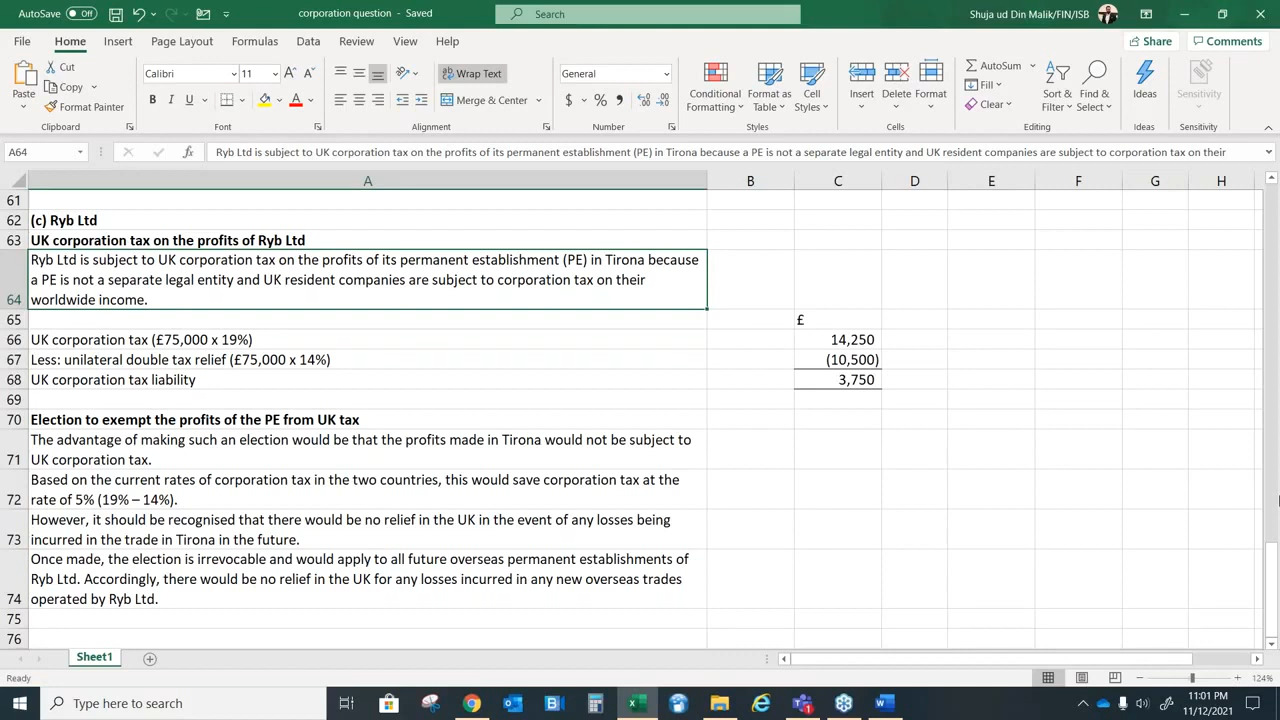 AutoSave Off corporation question - Saved Search Shuja ud Din Malik/FIN/ISB
File Home Insert Page Layout Formulas Data Review View Help Share Comments
Paste Cut Copy Format Painter Clipboard
Calibri 11 A A B I U A Font
Wrap Text Merge & Center Alignment
General $ % , Number
Conditional Formatting Format as Table Cell Styles Styles
Insert Delete Format Cells
AutoSum Fill Clear Sort & Filter Find & Select Editing
Ideas Ideas
Sensitivity Sensitivity
A64 fx Ryb Ltd is subject to UK corporation tax on the profits of its permanent establishment (PE) in Tirona because a PE is not a separate legal entity and UK resident companies are subject to corporation tax on their
A B C D E F G H
61
62 (c) Ryb Ltd
63 UK corporation tax on the profits of Ryb Ltd
Ryb Ltd is subject to UK corporation tax on the profits of its permanent establishment (PE) in Tirona because
a PE is not a separate legal entity and UK resident companies are subject to corporation tax on their
64 worldwide income.
65 £
66 UK corporation tax (£75,000 x 19%) 14,250
67 Less: unilateral double tax relief (£75,000 x 14%) (10,500)
68 UK corporation tax liability 3,750
69
70 Election to exempt the profits of the PE from UK tax
The advantage of making such an election would be that the profits made in Tirona would not be subject to
71 UK corporation tax.
Based on the current rates of corporation tax in the two countries, this would save corporation tax at the
72 rate of 5% (19% – 14%).
However, it should be recognised that there would be no relief in the UK in the event of any losses being
73 incurred in the trade in Tirona in the future.
Once made, the election is irrevocable and would apply to all future overseas permanent establishments of
Ryb Ltd. Accordingly, there would be no relief in the UK for any losses incurred in any new overseas trades
74 operated by Ryb Ltd.
75
76
Sheet1
Ready 124%
Type here to search 11:01 PM
11/12/2021